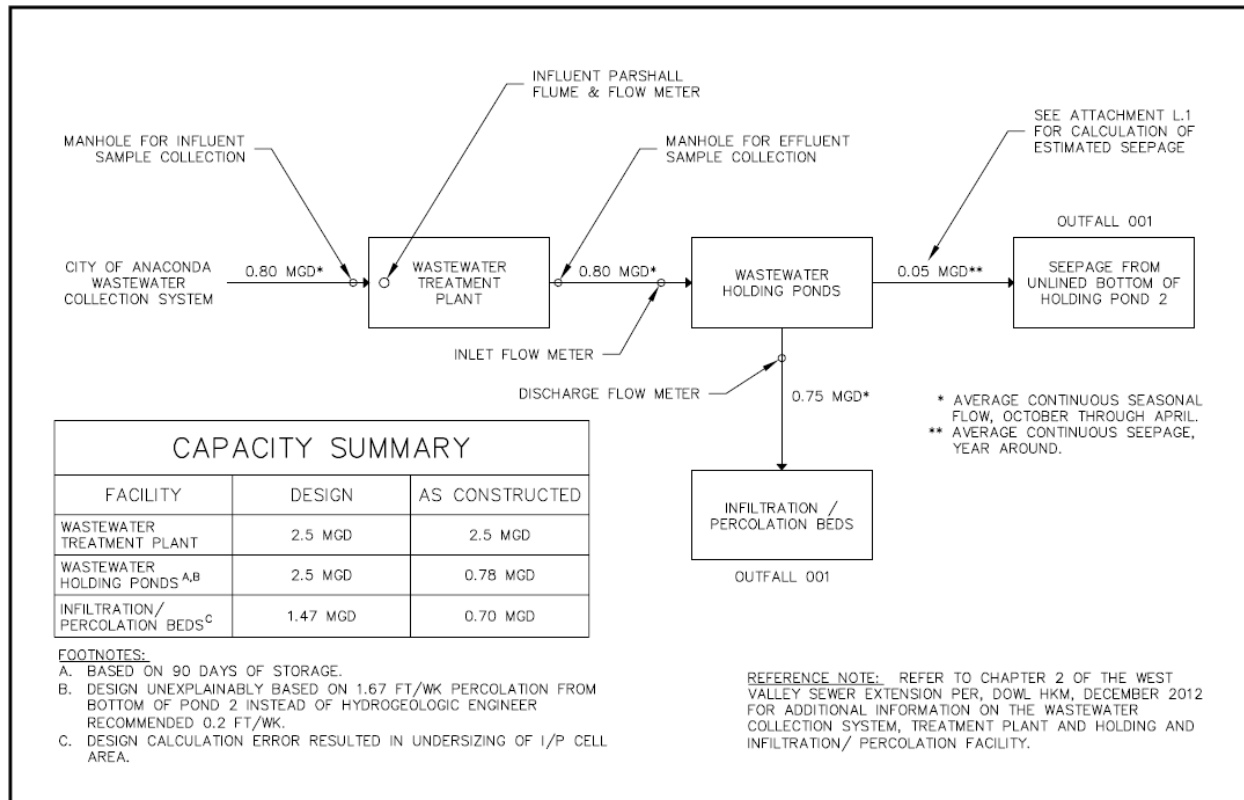 INFLUENT PARSHALL
FLUME & FLOW METER
MANHOLE FOR INFLUENT
SAMPLE COLLECTION
MANHOLE FOR EFFLUENT
SAMPLE COLLECTION
SEE ATTACHMENT L.1
FOR CALCULATION OF
ESTIMATED SEEPAGE
OUTFALL 001
CITY OF ANACONDA
WASTEWATER
COLLECTION SYSTEM
0.80 MGD*
WASTEWATER
TREATMENT
PLANT
0.80 MGD*
WASTEWATER
HOLDING PONDS
0.05 MGD**
SEEPAGE FROM
UNLINED BOTTOM OF
HOLDING POND 2
INLET FLOW METER
DISCHARGE FLOW METER
0.75 MGD*
* AVERAGE CONTINUOUS SEASONAL
FLOW, OCTOBER THROUGH APRIL.
** AVERAGE CONTINUOUS SEEPAGE,
YEAR AROUND.
INFILTRATION /
PERCOLATION BEDS
OUTFALL 001
CAPACITY SUMMARY
FACILITY DESIGN AS CONSTRUCTED
WASTEWATER
TREATMENT PLANT 2.5 MGD 2.5 MGD
WASTEWATER
HOLDING PONDS A,B 2.5 MGD 0.78 MGD
INFILTRATION/
PERCOLATION BEDS C 1.47 MGD 0.70 MGD
FOOTNOTES:
A. BASED ON 90 DAYS OF STORAGE.
B. DESIGN UNEXPLAINABLY BASED ON 1.67 FT/WK PERCOLATION FROM
BOTTOM OF POND 2 INSTEAD OF HYDROGEOLOGIC ENGINEER
RECOMMENDED 0.2 FT/WK.
C. DESIGN CALCULATION ERROR RESULTED IN UNDERSIZING OF I/P CELL
AREA.
REFERENCE NOTE: REFER TO CHAPTER 2 OF THE WEST
VALLEY SEWER EXTENSION PER, DOWL HKM, DECEMBER 2012
FOR ADDITIONAL INFORMATION ON THE WASTEWATER
COLLECTION SYSTEM, TREATMENT PLANT AND HOLDING AND
INFILTRATION/ PERCOLATION FACILITY.